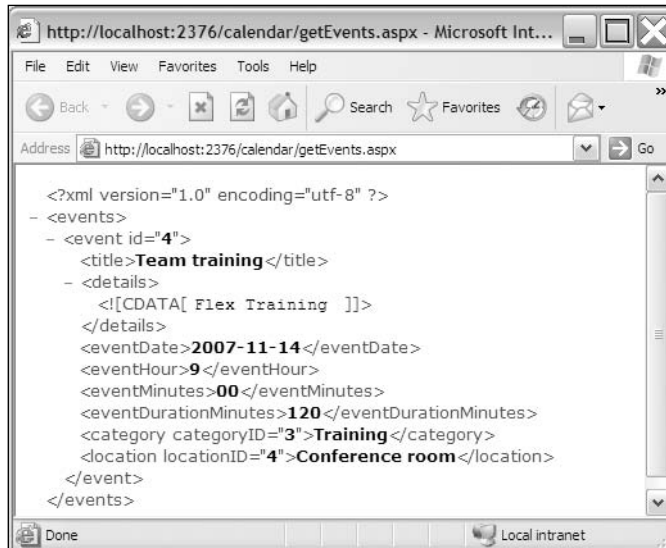 http://localhost:2376/calendar/getEvents.aspx - Microsoft Int...
File Edit View Favorites Tools Help
Back Search Favorites »
Address http://localhost:2376/calendar/getEvents.aspx Go
<?xml version="1.0" encoding="utf-8" ?>
– <events>
– <event id="4">
<title>Team training</title>
– <details>
<![CDATA[ Flex Training ]]>
</details>
<eventDate>2007-11-14</eventDate>
<eventHour>9</eventHour>
<eventMinutes>00</eventMinutes>
<eventDurationMinutes>120</eventDurationMinutes>
<category categoryID="3">Training</category>
<location locationID="4">Conference room</location>
</event>
</events>
Done Local intranet